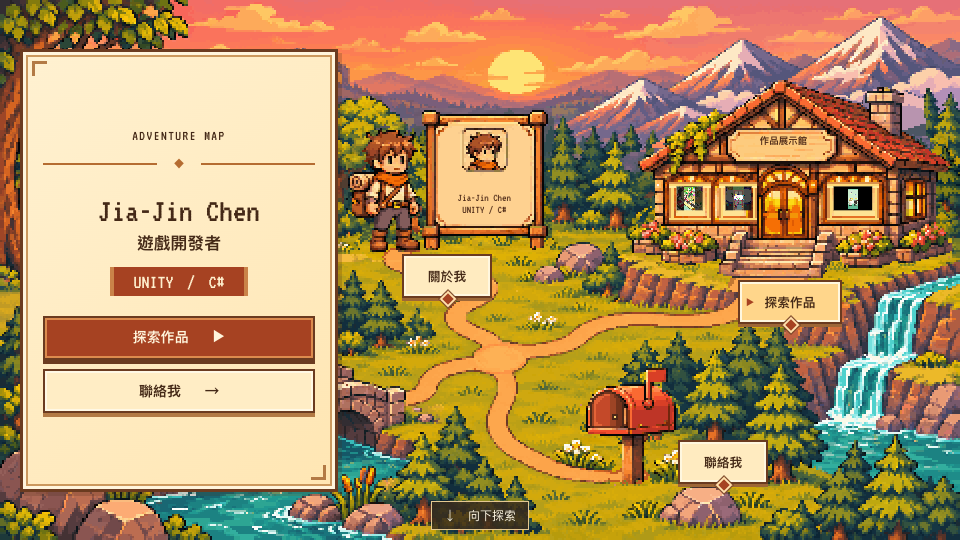 ADVENTURE MAP
Jia-Jin Chen
遊戲開發者
UNITY / C#
探索作品 ▶
聯絡我 →
Jia-Jin Chen
UNITY / C#
關於我
作品展示館
▶ 探索作品
聯絡我
↓ 向下探索